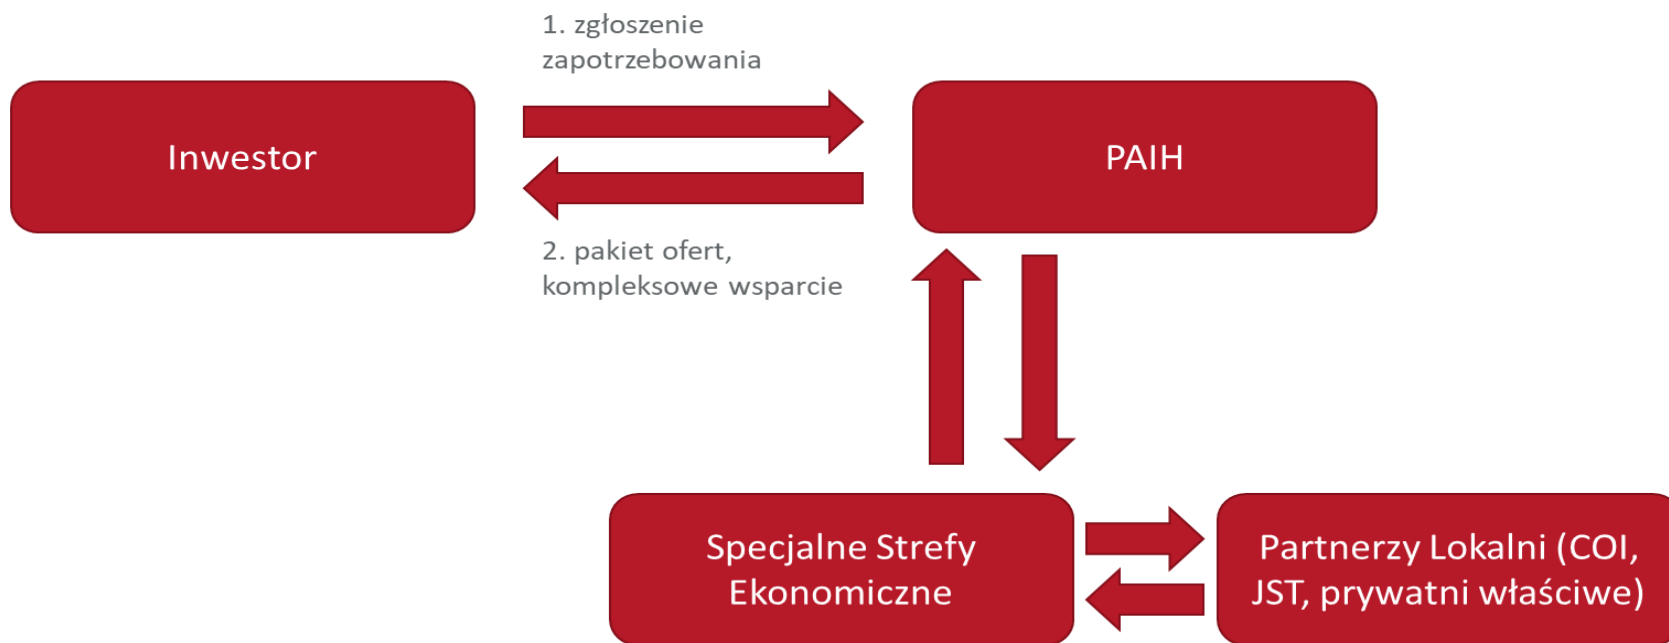 1. zgłoszenie
zapotrzebowania
Inwestor
PAIH
2. pakiet ofert,
kompleksowe wsparcie
Specjalne Strefy
Ekonomiczne
Partnerzy Lokalni (COI,
JST, prywatni właściwe)